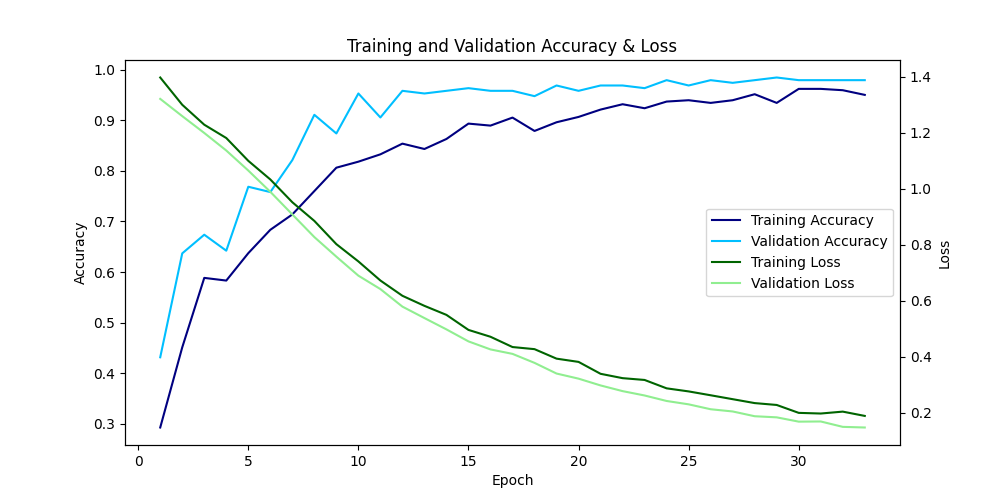 Training and Validation Accuracy & Loss
1.0
0.9
0.8
0.7
0.6
0.5
0.4
0.3
Accuracy
1.4
1.2
1.0
0.8
0.6
0.4
0.2
Loss
Training Accuracy
Validation Accuracy
Training Loss
Validation Loss
0 5 10 15 20 25 30
Epoch